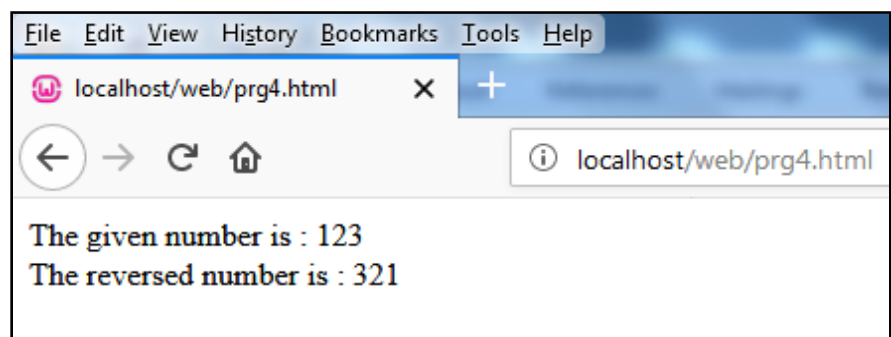 File Edit View History Bookmarks Tools Help
localhost/web/prg4.html
localhost/web/prg4.html
The given number is : 123
The reversed number is : 321